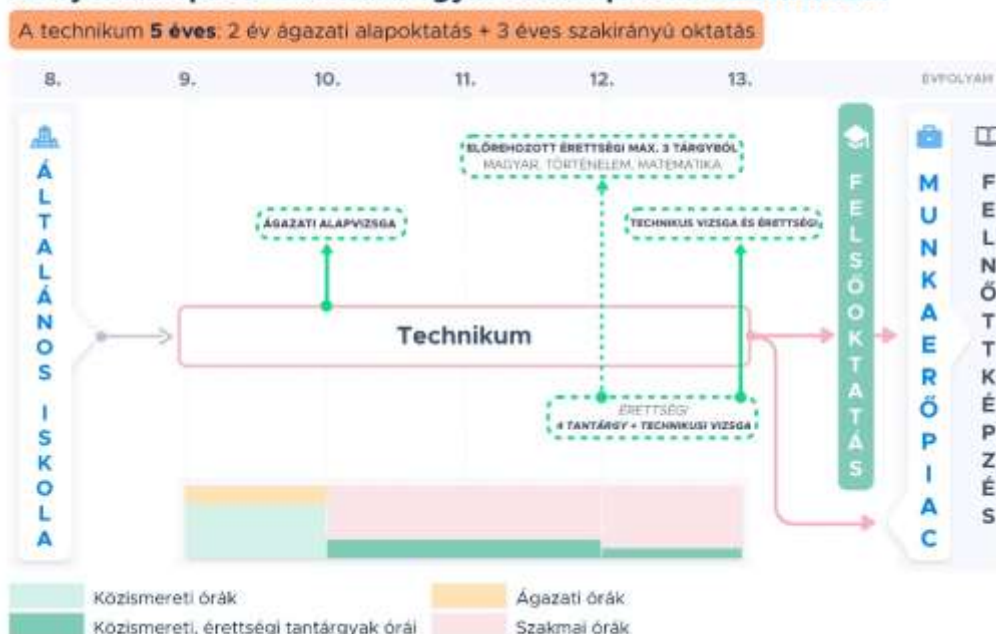 A technikum 5 éves: 2 év ágazati alapoktatás + 3 éves szakirányú oktatás
8. 9. 10. 11. 12. 13. ÉVFOLYAM
ÁLTALÁNOS ISKOLA
ELŐREHOZOTT ÉRETTSÉGI MAX. 3 TÁRGYBÓL
MAGYAR, TÖRTÉNELEM, MATEMATIKA
ÁGAZATI ALAPVIZSGA
TECHNIKUS VIZSGA ÉS ÉRETTSÉGI
Technikum
ÉRETTSÉGI
4 TANTÁRGY + TECHNIKUSI VIZSGA
FELSŐOKTATÁS
MUNKAERŐPIAC
FELNŐTTKÉPZÉS
Közismereti órák
Ágazati órák
Közismereti, érettségi tantárgyak órái
Szakmai órák